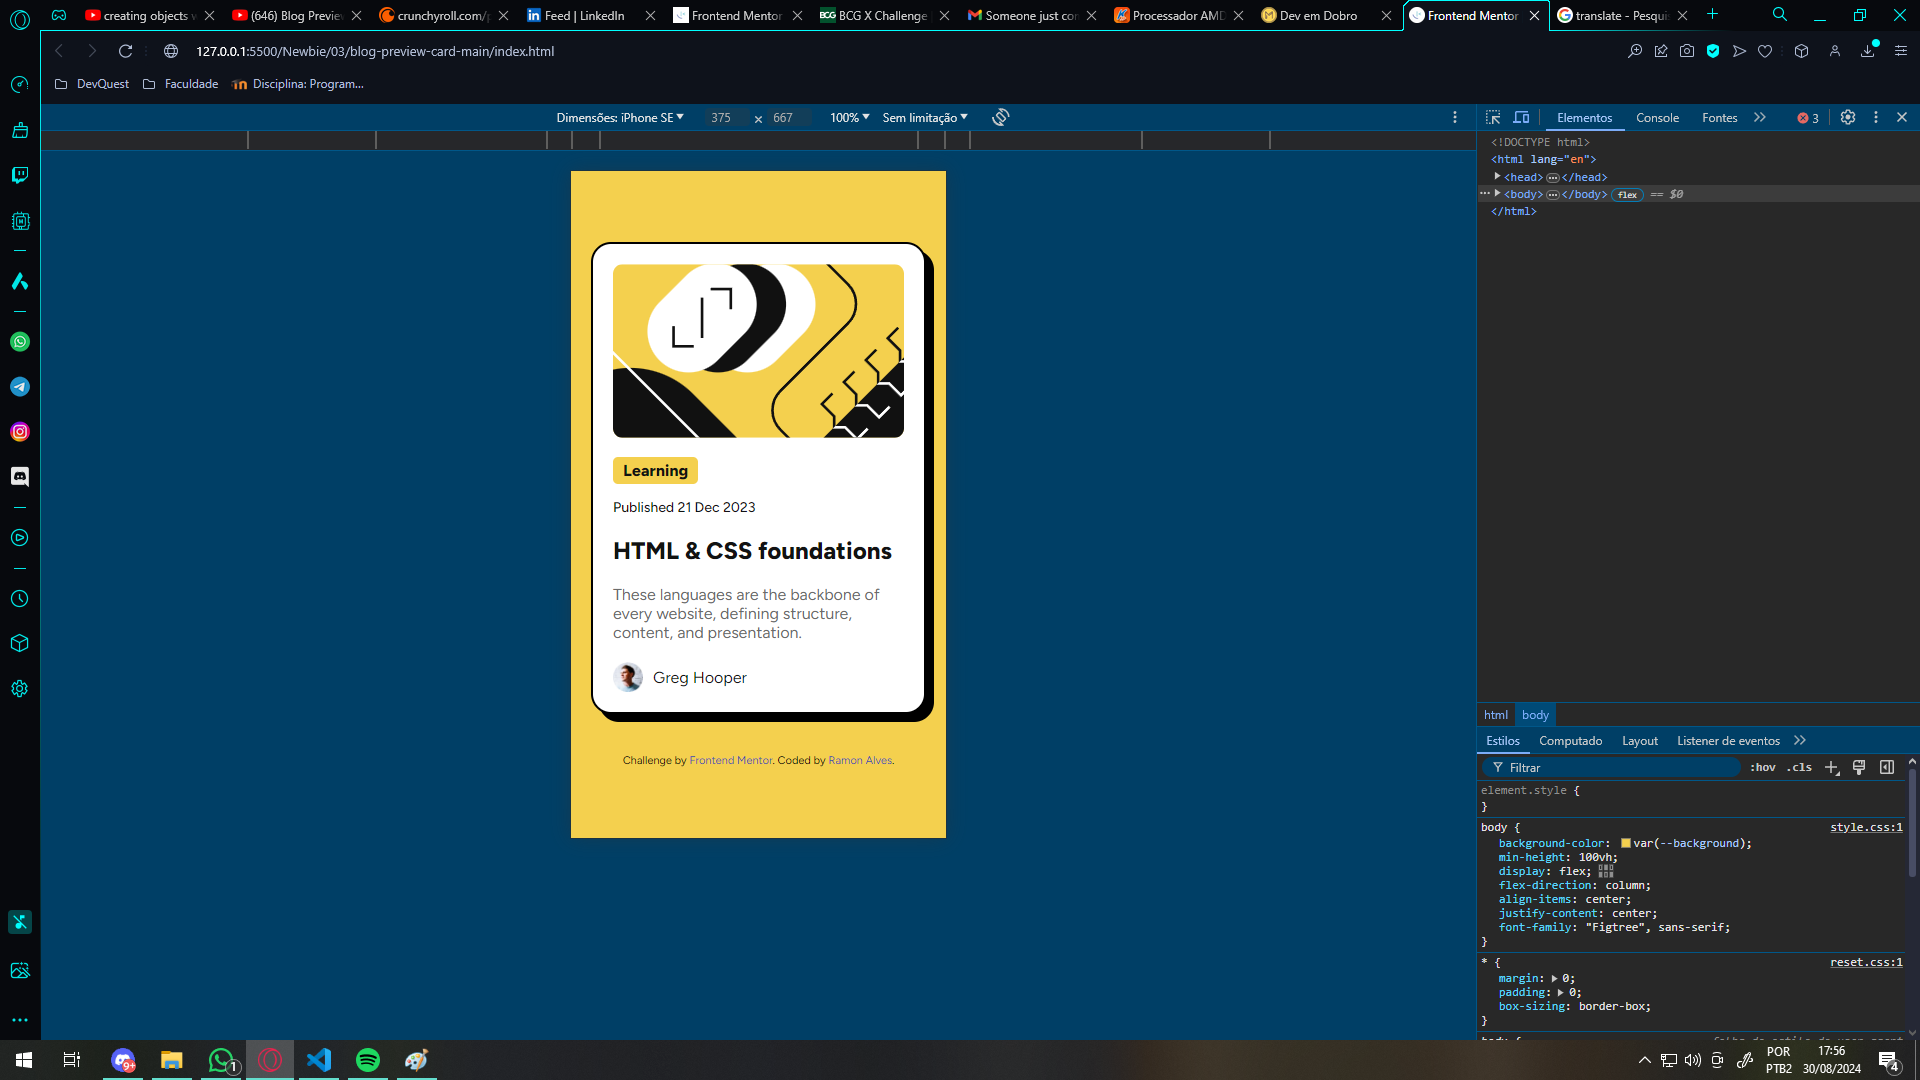 creating objects w
(646) Blog Preview
crunchyroll.com/p
Feed | LinkedIn
Frontend Mentor
BCG X Challenge
Someone just con
Processador AMD
Dev em Dobro
Frontend Mentor
translate - Pesquis
127.0.0.1:5500/Newbie/03/blog-preview-card-main/index.html
DevQuest
Faculdade
Disciplina: Program...
Dimensões: iPhone SE
375 × 667
100%
Sem limitação
Elementos
Console
Fontes
3
<!DOCTYPE html>
<html lang="en">
<head>…</head>
<body>…</body> flex == $0
</html>
Learning
Published 21 Dec 2023
HTML & CSS foundations
These languages are the backbone of
every website, defining structure,
content, and presentation.
Greg Hooper
Challenge by Frontend Mentor. Coded by Ramon Alves.
html body
Estilos
Computado
Layout
Listener de eventos
Filtrar
:hov .cls
element.style {
}
body { style.css:1
background-color: var(--background);
min-height: 100vh;
display: flex;
flex-direction: column;
align-items: center;
justify-content: center;
font-family: "Figtree", sans-serif;
}
* { reset.css:1
margin: 0;
padding: 0;
box-sizing: border-box;
}
9+
1
POR
PTB2
17:56
30/08/2024
4